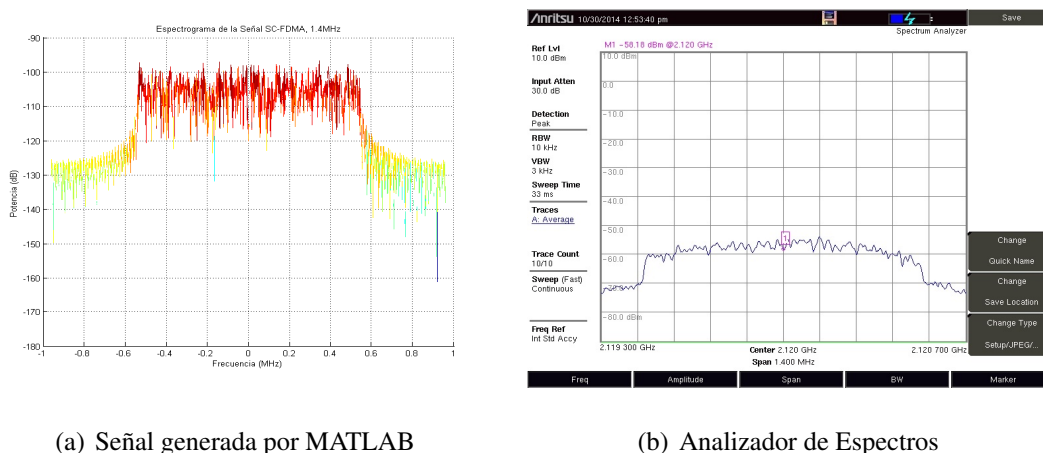 Espectrograma de la Señal SC-FDMA, 1.4MHz
Potencia (dB)
-90
-100
-110
-120
-130
-140
-150
-160
-170
-180
-1 -0.8 -0.6 -0.4 -0.2 0 0.2 0.4 0.6 0.8 1
Frecuencia (MHz)
(a) Señal generada por MATLAB
Anritsu 10/30/2014 12:53:40 pm
Save
Spectrum Analyzer
M1 -58.18 dBm @2.120 GHz
Ref Lvl
10.0 dBm
Input Atten
30.0 dB
Detection
Peak
RBW
10 kHz
VBW
3 kHz
Sweep Time
33 ms
Traces
A: Average
Trace Count
10/10
Sweep (Fast)
Continuous
Freq Ref
Int Std Accy
10.0 dBm
0.0
-10.0
-20.0
-30.0
-40.0
-50.0
-60.0
-70.0
-80.0 dBm
1
2.119 300 GHz
Center 2.120 GHz
2.120 700 GHz
Span 1.400 MHz
Change
Quick Name
Change
Save Location
Change Type
Setup/JPEG/...
Freq
Amplitude
Span
BW
Marker
(b) Analizador de Espectros